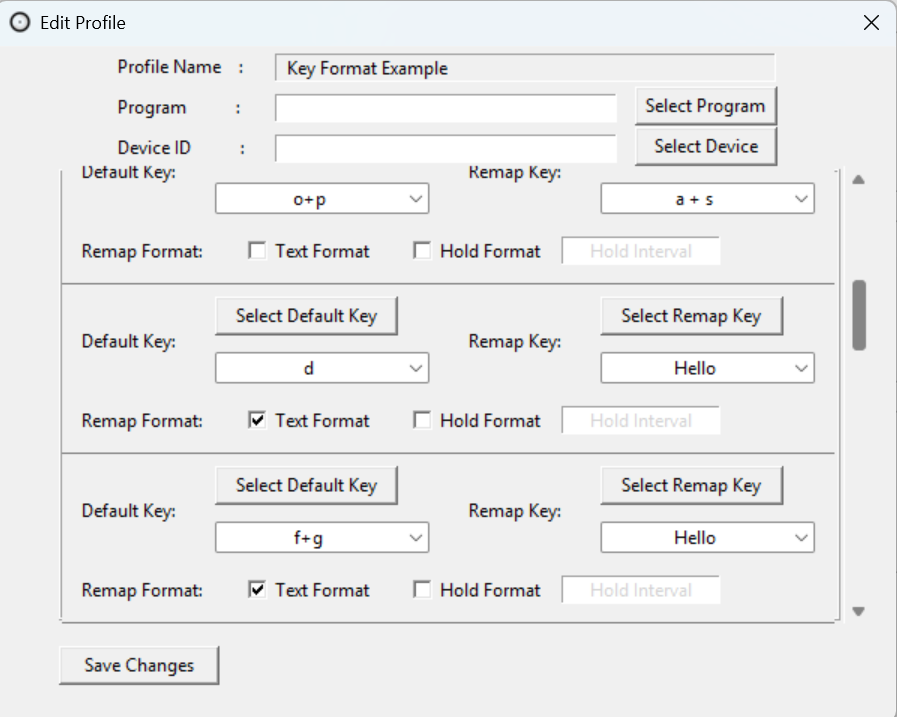 Edit Profile
Profile Name : Key Format Example
Program : Select Program
Device ID : Select Device
Default Key: Remap Key:
o+p a + s
Remap Format: Text Format Hold Format Hold Interval
Select Default Key Select Remap Key
Default Key: Remap Key:
d Hello
Remap Format: Text Format Hold Format Hold Interval
Select Default Key Select Remap Key
Default Key: Remap Key:
f+g Hello
Remap Format: Text Format Hold Format Hold Interval
Save Changes